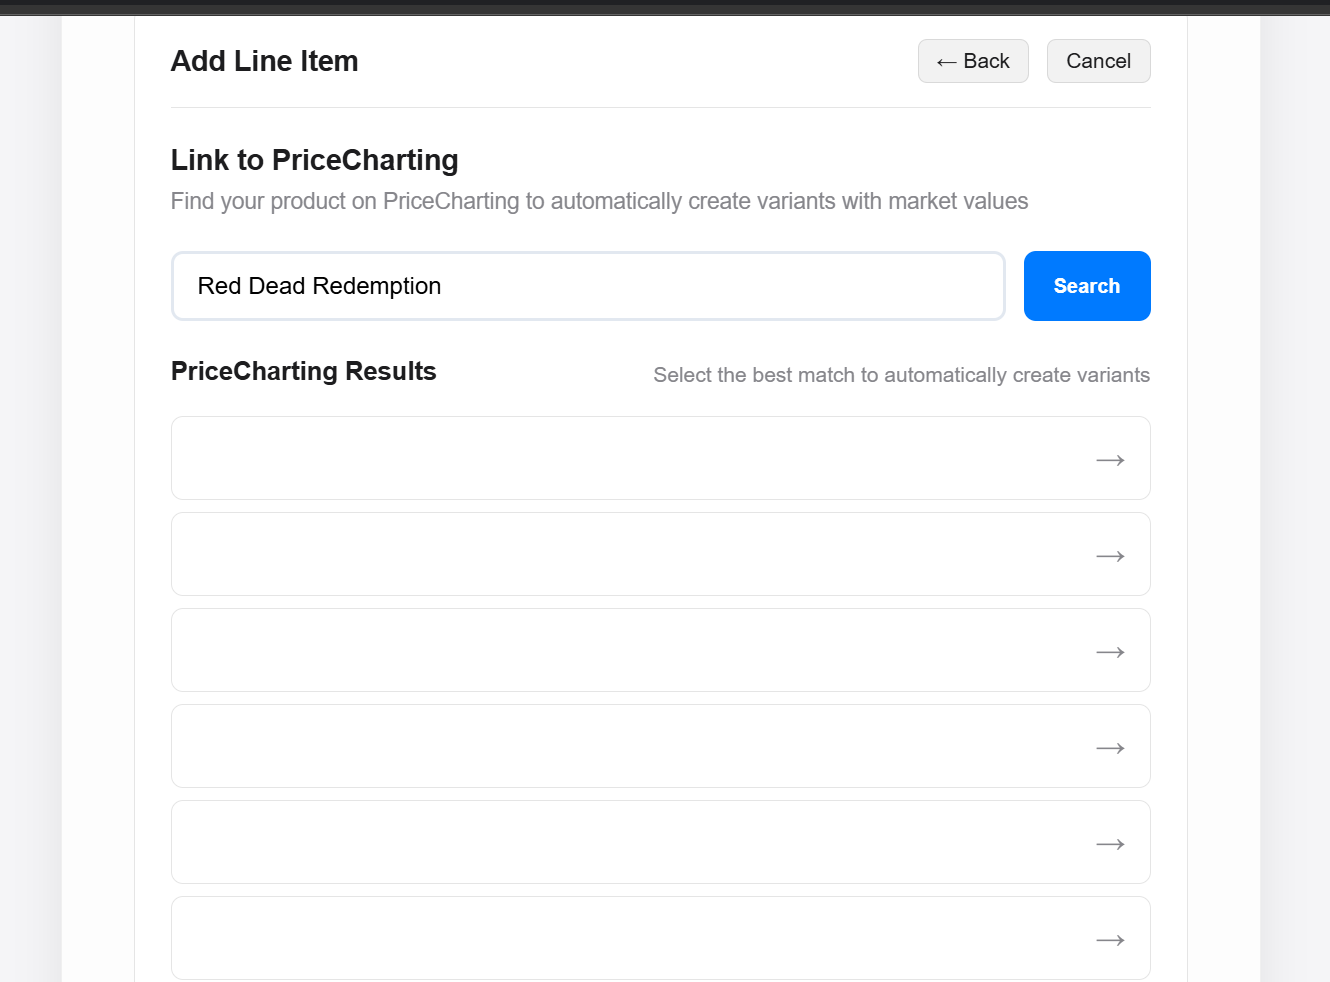 Add Line Item
← Back
Cancel
Link to PriceCharting
Find your product on PriceCharting to automatically create variants with market values
Red Dead Redemption
Search
PriceCharting Results
Select the best match to automatically create variants
→
→
→
→
→
→